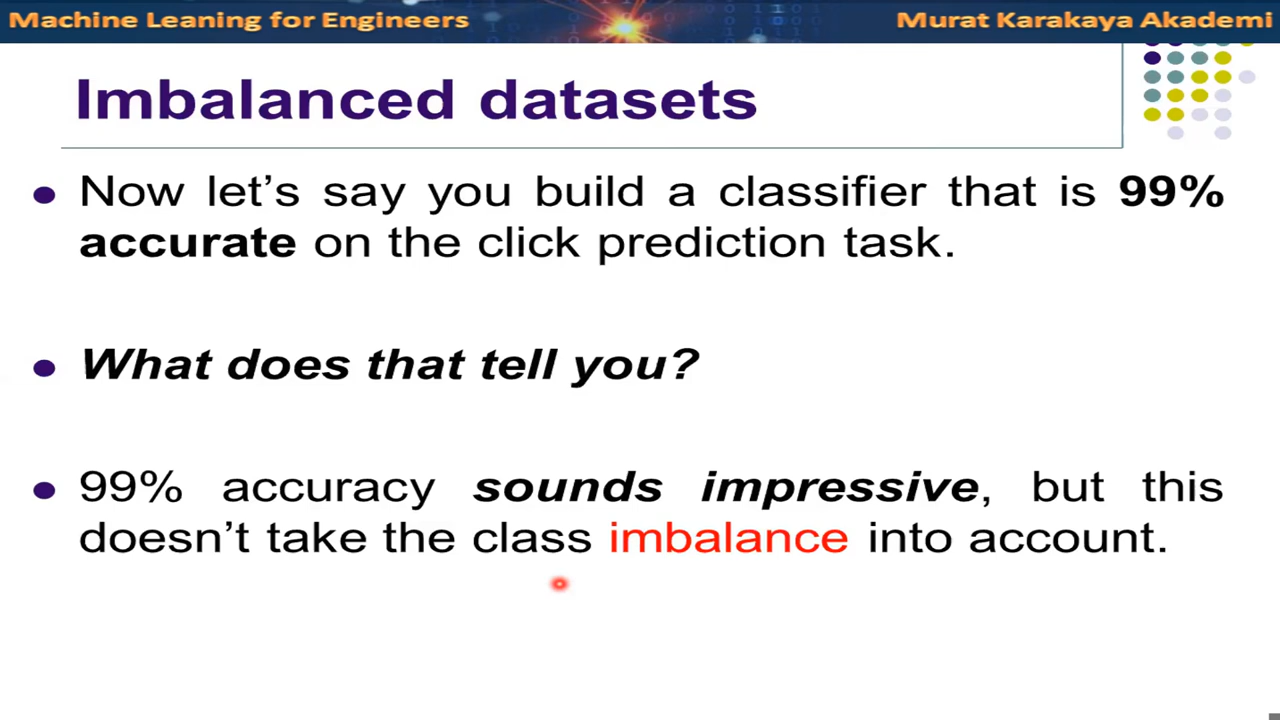 Machine Leaning for Engineers
Murat Karakaya Akademi
Imbalanced datasets
Now let’s say you build a classifier that is 99%
accurate on the click prediction task.
What does that tell you?
99% accuracy sounds impressive, but this
doesn’t take the class imbalance into account.